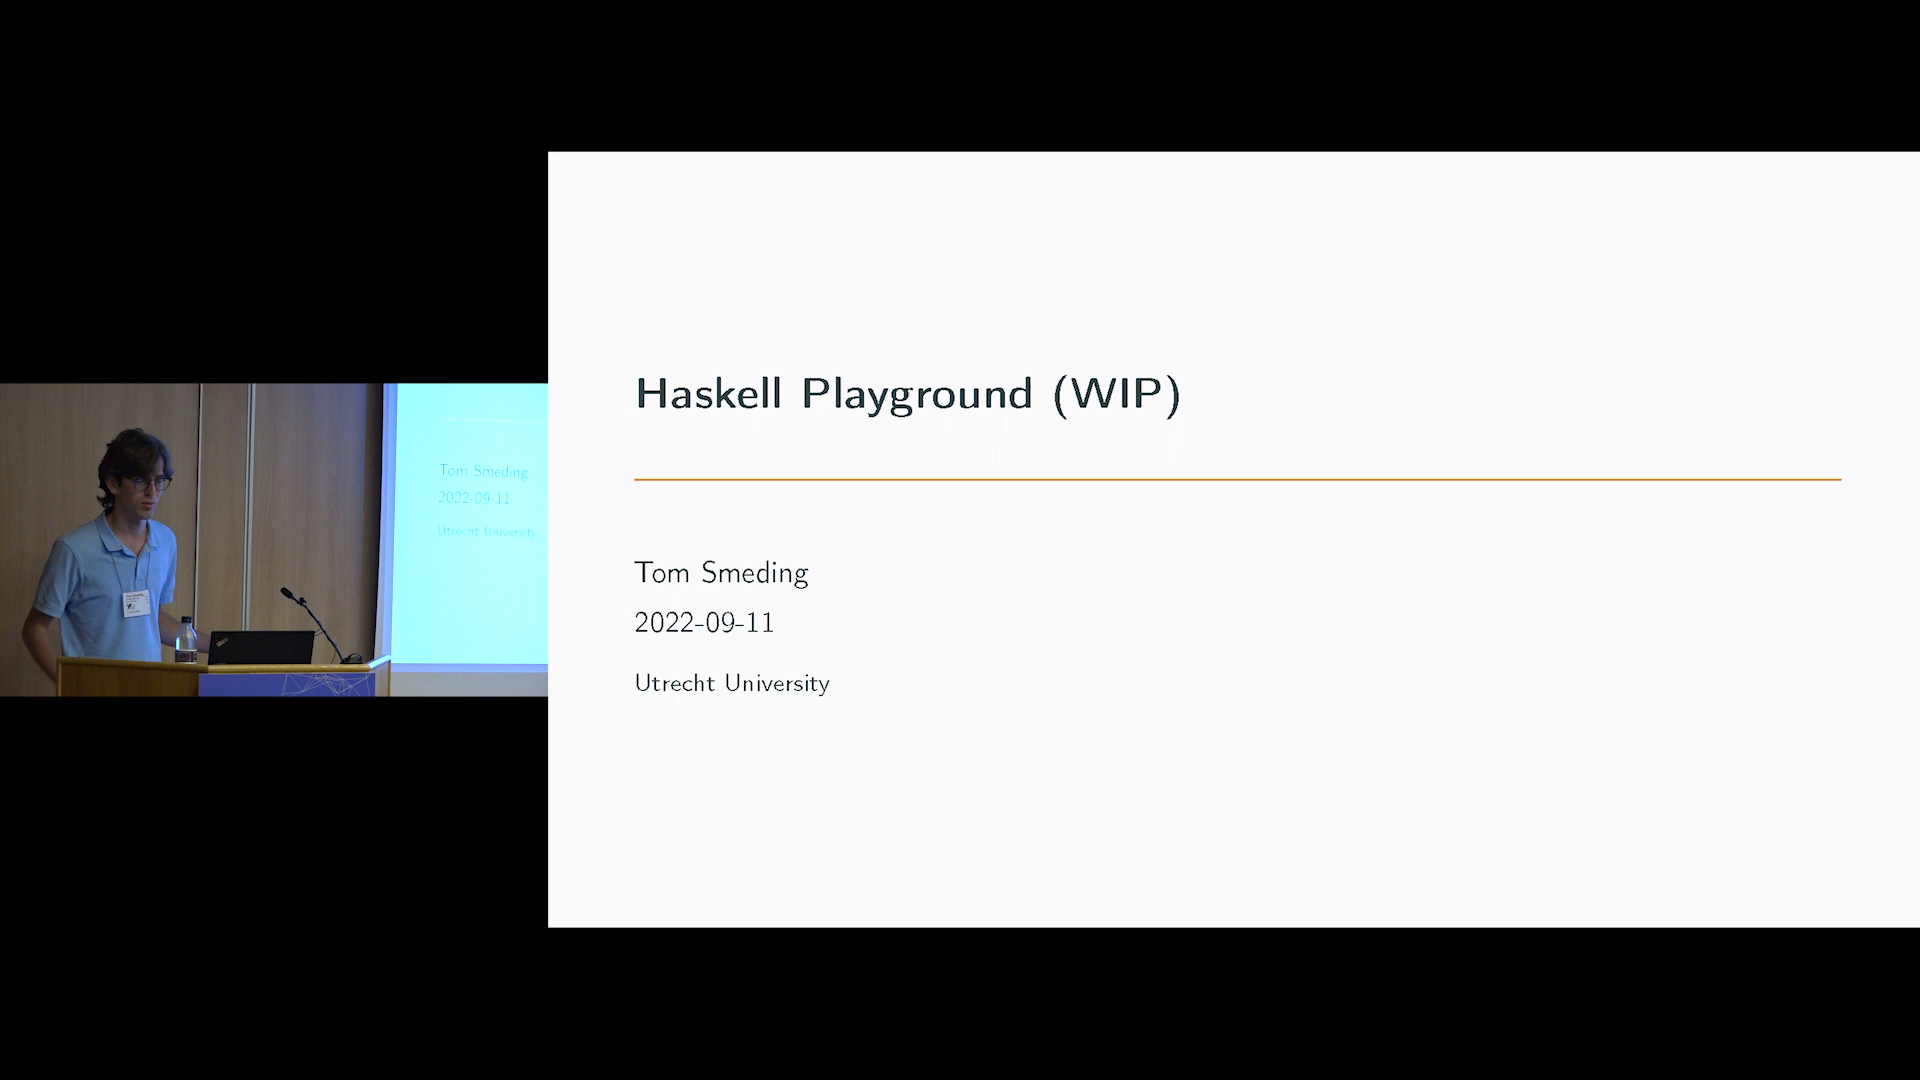 Haskell Playground (WIP)
Tom Smeding
2022-09-11
Utrecht University
Tom Smeding
2022-09-11
Utrecht University